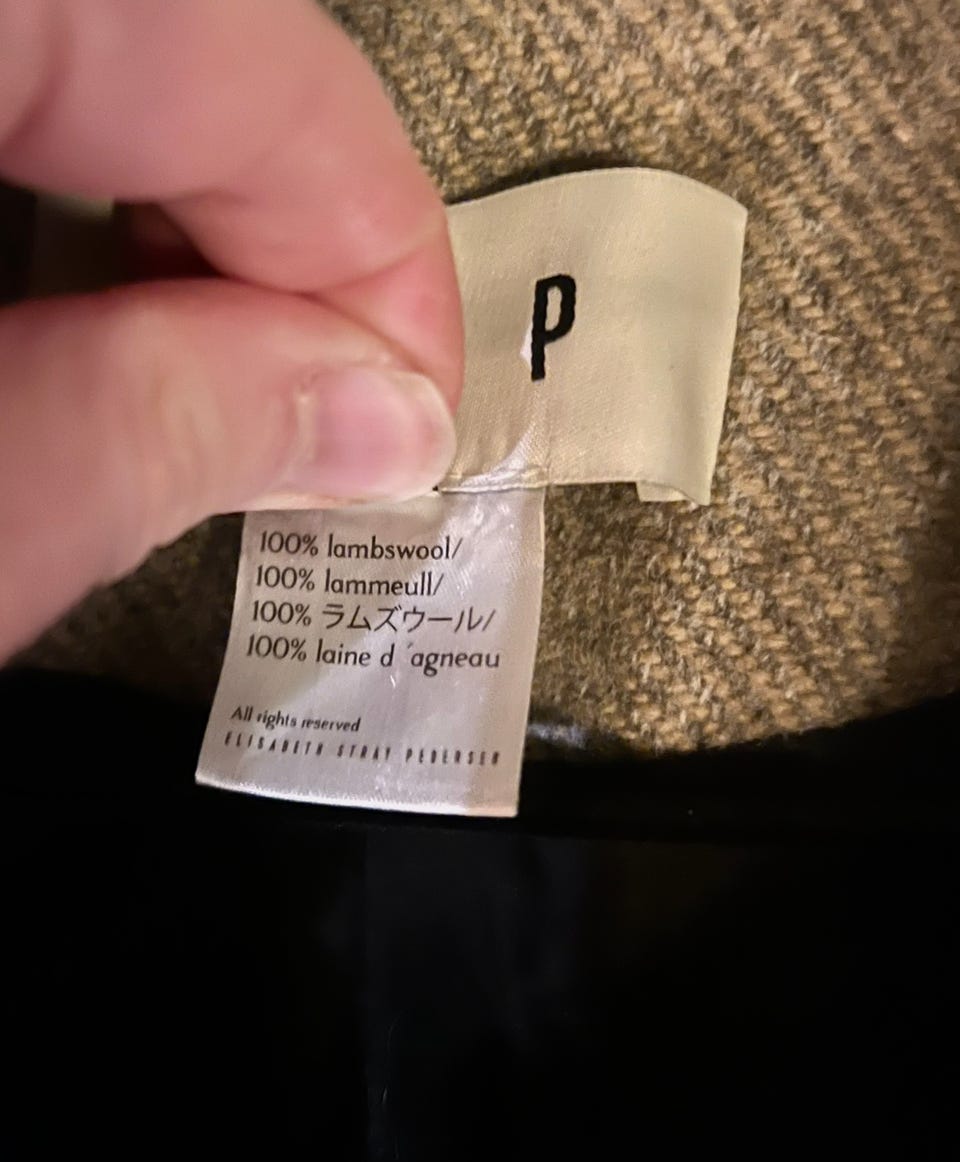 P
100% lambswool/
100% lammeull/
100% ラムズウール/
100% laine d ´agneau
All rights reserved
ELISABETH STRAY PEDERSEN